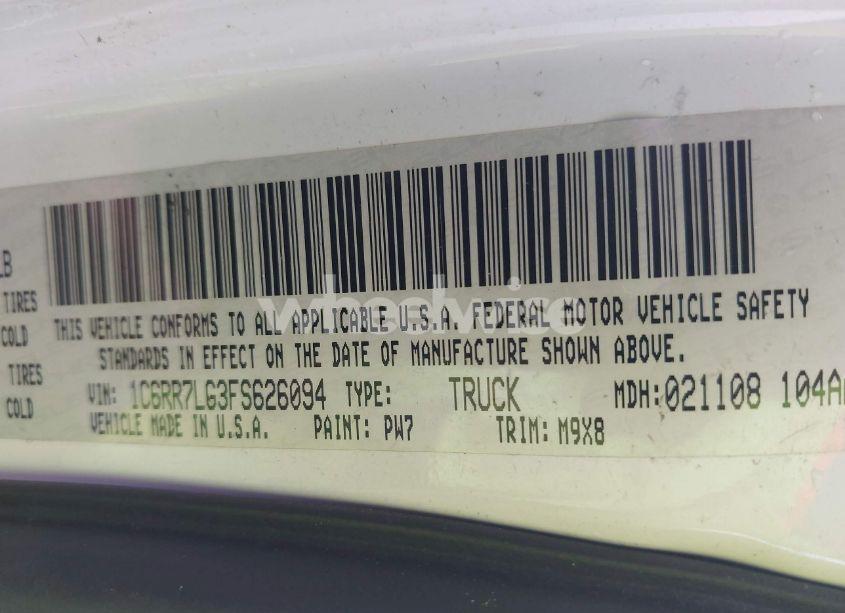 LB
TIRES
COLD
TIRES
COLD
THIS VEHICLE CONFORMS TO ALL APPLICABLE U.S.A. FEDERAL MOTOR VEHICLE SAFETY
STANDARDS IN EFFECT ON THE DATE OF MANUFACTURE SHOWN ABOVE.
VIN: 1C6RR7LG3FS626094 TYPE: TRUCK MDH:021108 104A
VEHICLE MADE IN U.S.A. PAINT: PW7 TRIM: M9X8